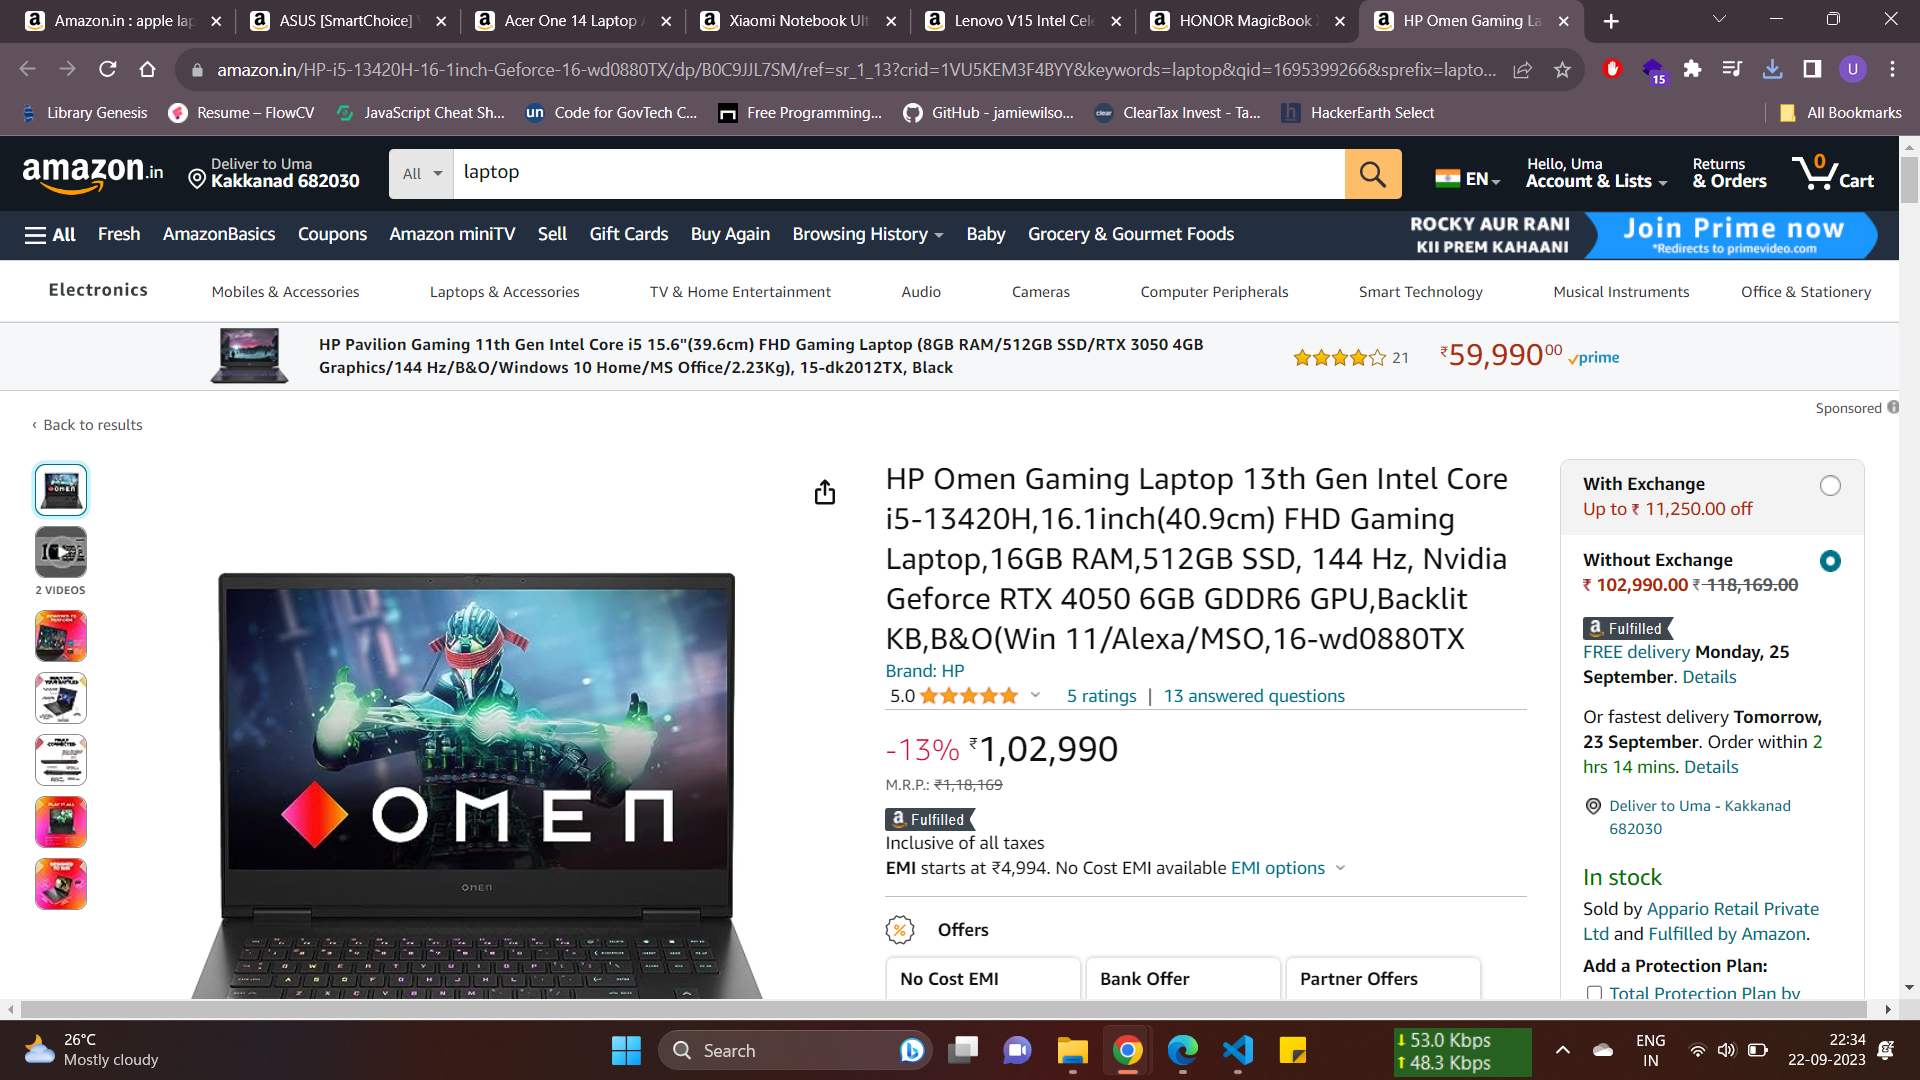 Amazon.in : apple lap
ASUS [SmartChoice]
Acer One 14 Laptop
Xiaomi Notebook Ult
Lenovo V15 Intel Cel
HONOR MagicBook
HP Omen Gaming La
amazon.in/HP-i5-13420H-16-1inch-Geforce-16-wd0880TX/dp/B0C9JJL7SM/ref=sr_1_13?crid=1VU5KEM3F4BYY&keywords=laptop&qid=1695399266&sprefix=lapto...
15
U
Library Genesis
Resume – FlowCV
JavaScript Cheat Sh...
un Code for GovTech C...
Free Programming...
GitHub - jamiewilso...
clear ClearTax Invest - Ta...
h HackerEarth Select
All Bookmarks
amazon.in
Deliver to Uma
Kakkanad 682030
All
laptop
EN
Hello, Uma
Account & Lists
Returns
& Orders
0
Cart
All Fresh AmazonBasics Coupons Amazon miniTV Sell Gift Cards Buy Again Browsing History Baby Grocery & Gourmet Foods
ROCKY AUR RANI
KII PREM KAHAANI
Join Prime now
*Redirects to primevideo.com
Electronics Mobiles & Accessories Laptops & Accessories TV & Home Entertainment Audio Cameras Computer Peripherals Smart Technology Musical Instruments Office & Stationery
HP Pavilion Gaming 11th Gen Intel Core i5 15.6"(39.6cm) FHD Gaming Laptop (8GB RAM/512GB SSD/RTX 3050 4GB
Graphics/144 Hz/B&O/Windows 10 Home/MS Office/2.23Kg), 15-dk2012TX, Black
21
₹59,99000
prime
Sponsored
‹ Back to results
2 VIDEOS
OMEN
OMEN
HP Omen Gaming Laptop 13th Gen Intel Core
i5-13420H,16.1inch(40.9cm) FHD Gaming
Laptop,16GB RAM,512GB SSD, 144 Hz, Nvidia
Geforce RTX 4050 6GB GDDR6 GPU,Backlit
KB,B&O(Win 11/Alexa/MSO,16-wd0880TX
Brand: HP
5.0
5 ratings | 13 answered questions
-13% ₹1,02,990
M.R.P.: ₹1,18,169
a Fulfilled
Inclusive of all taxes
EMI starts at ₹4,994. No Cost EMI available EMI options
Offers
No Cost EMI
Bank Offer
Partner Offers
With Exchange
Up to ₹ 11,250.00 off
Without Exchange
₹ 102,990.00 ₹ 118,169.00
a Fulfilled
FREE delivery Monday, 25
September. Details
Or fastest delivery Tomorrow,
23 September. Order within 2
hrs 14 mins. Details
Deliver to Uma - Kakkanad
682030
In stock
Sold by Appario Retail Private
Ltd and Fulfilled by Amazon.
Add a Protection Plan:
Total Protection Plan by
26°C
Mostly cloudy
Search
53.0 Kbps
48.3 Kbps
ENG
IN
22:34
22-09-2023